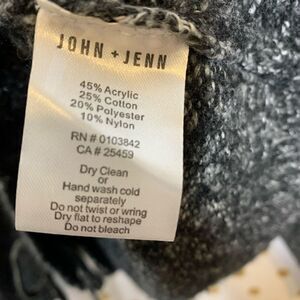 JOHN + JENN
45% Acrylic
25% Cotton
20% Polyester
10% Nylon
RN # 0103842
CA # 25459
Dry Clean
or
Hand wash cold
separately
Do not twist or wring
Dry flat to reshape
Do not bleach